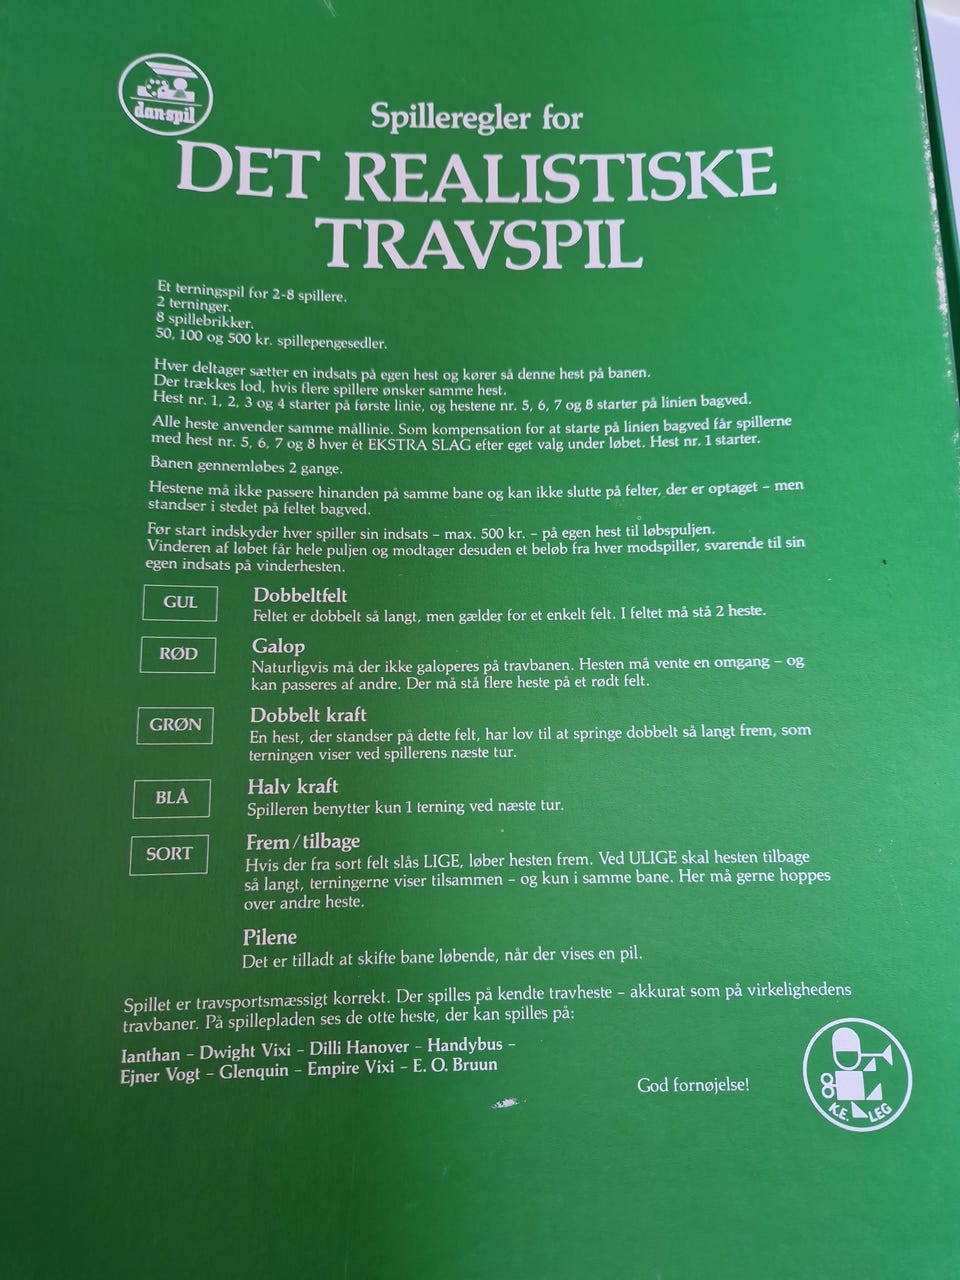 dan-spil
Spilleregler for
DET REALISTISKE
TRAVSPIL
Et terningspil for 2-8 spillere.
2 terninger.
8 spillebrikker.
50, 100 og 500 kr. spillepengesedler.
Hver deltager sætter en indsats på egen hest og kører så denne hest på banen.
Der trækkes lod, hvis flere spillere ønsker samme hest.
Hest nr. 1, 2, 3 og 4 starter på første linie, og hestene nr. 5, 6, 7 og 8 starter på linien bagved.
Alle heste anvender samme mållinie. Som kompensation for at starte på linien bagved får spillerne
med hest nr. 5, 6, 7 og 8 hver ét EKSTRA SLAG efter eget valg under løbet. Hest nr. 1 starter.
Banen gennemløbes 2 gange.
Hestene må ikke passere hinanden på samme bane og kan ikke slutte på felter, der er optaget – men
standser i stedet på feltet bagved.
Før start indskyder hver spiller sin indsats – max. 500 kr. – på egen hest til løbspuljen.
Vinderen af løbet får hele puljen og modtager desuden et beløb fra hver modspiller, svarende til sin
egen indsats på vinderhesten.
GUL
Dobbeltfelt
Feltet er dobbelt så langt, men gælder for et enkelt felt. I feltet må stå 2 heste.
RØD
Galop
Naturligvis må der ikke galoperes på travbanen. Hesten må vente en omgang – og
kan passeres af andre. Der må stå flere heste på et rødt felt.
GRØN
Dobbelt kraft
En hest, der standser på dette felt, har lov til at springe dobbelt så langt frem, som
terningen viser ved spillerens næste tur.
BLÅ
Halv kraft
Spilleren benytter kun 1 terning ved næste tur.
SORT
Frem/tilbage
Hvis der fra sort felt slås LIGE, løber hesten frem. Ved ULIGE skal hesten tilbage
så langt, terningerne viser tilsammen – og kun i samme bane. Her må gerne hoppes
over andre heste.
Pilene
Det er tilladt at skifte bane løbende, når der vises en pil.
Spillet er travsportsmæssigt korrekt. Der spilles på kendte travheste – akkurat som på virkelighedens
travbaner. På spillepladen ses de otte heste, der kan spilles på:
Ianthan – Dwight Vixi – Dilli Hanover – Handybus –
Ejner Vogt – Glenquin – Empire Vixi – E. O. Bruun
God fornøjelse!
K.E. LEG